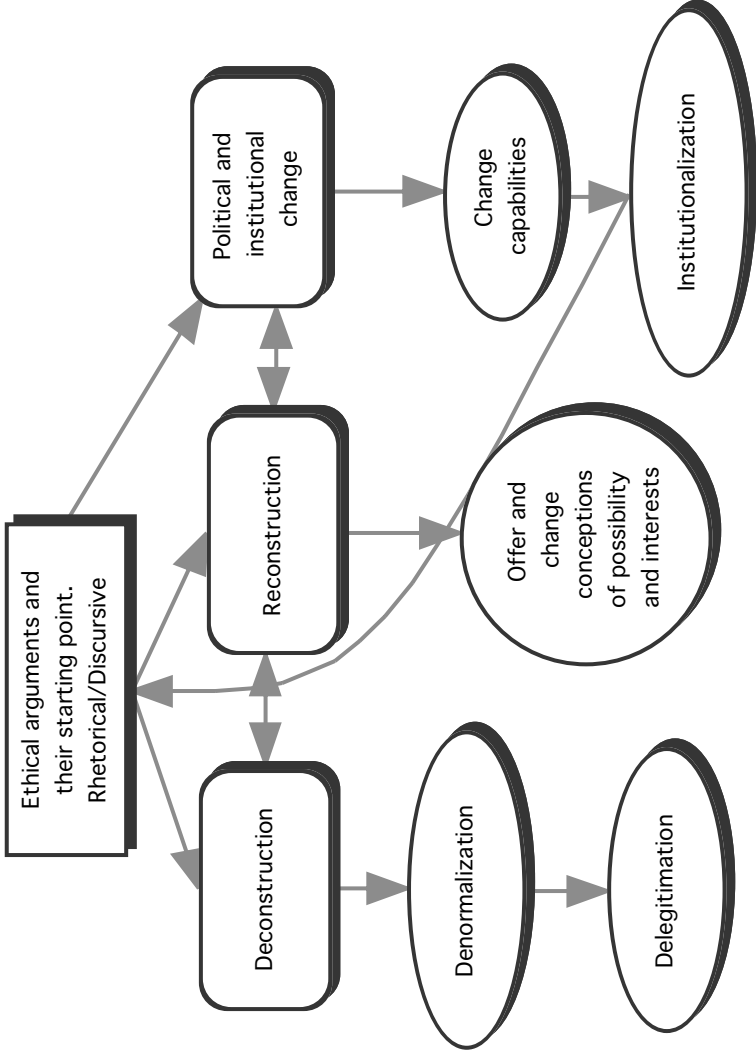 Ethical arguments and
their starting point.
Rhetorical/Discursive
Deconstruction
Reconstruction
Political and
institutional
change
Denormalization
Offer and
change
conceptions
of possibility
and interests
Change
capabilities
Delegitimation
Institutionalization